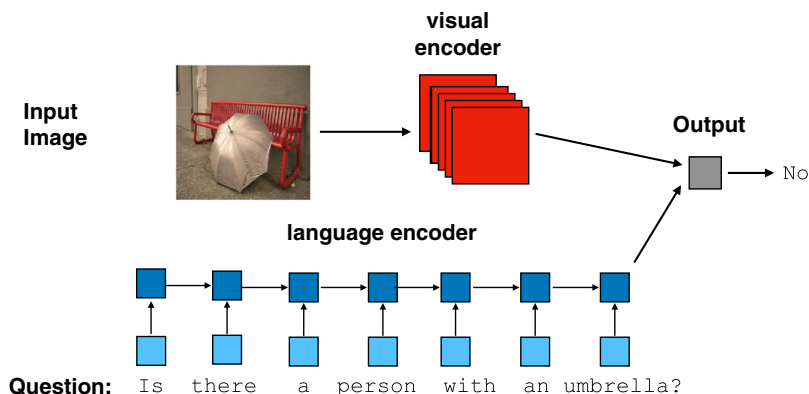 visual
encoder
Input
Image
Output
No
language encoder
Question: Is there a person with an umbrella?